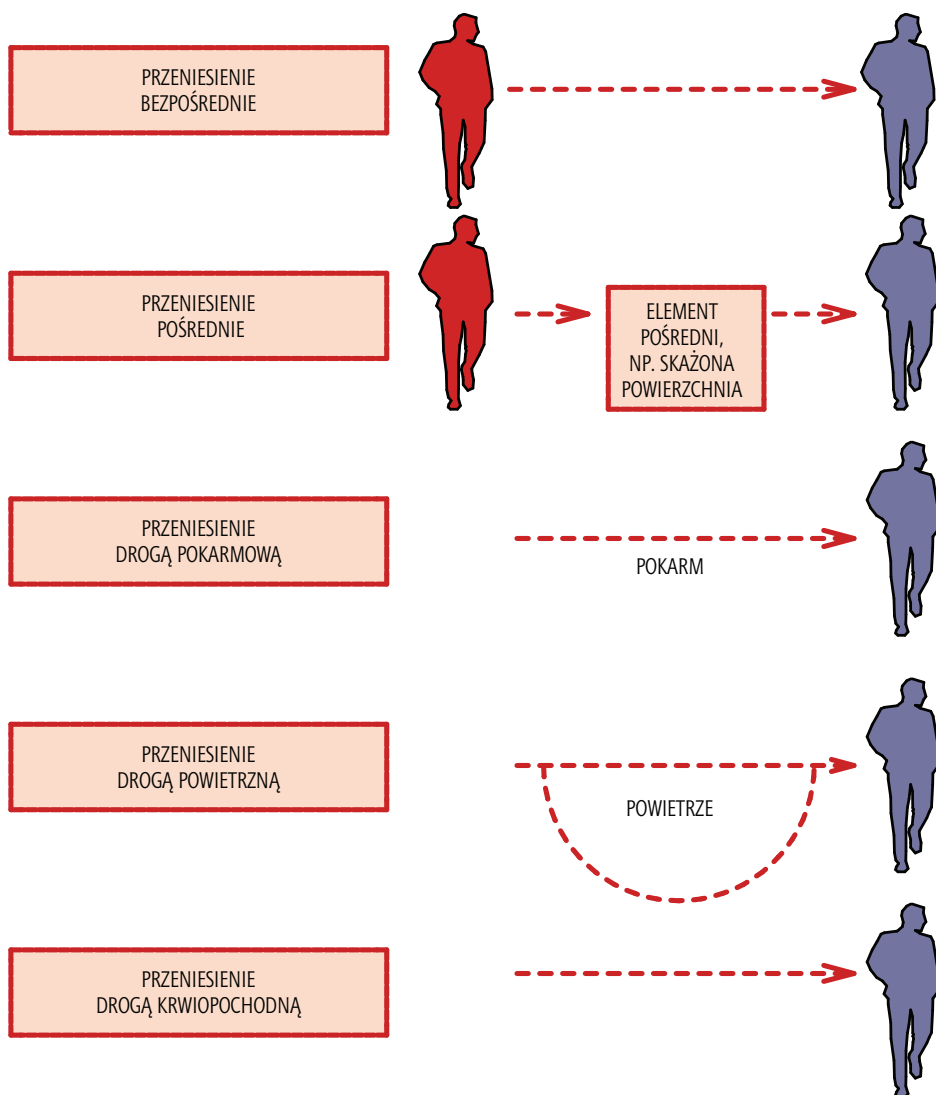 PRZENIESIENIE
BEZPOŚREDNIE
PRZENIESIENIE
POŚREDNIE
ELEMENT
POŚREDNI,
NP. SKAŻONA
POWIERZCHNIA
PRZENIESIENIE
DROGĄ POKARMOWĄ
POKARM
PRZENIESIENIE
DROGĄ POWIETRZNĄ
POWIETRZE
PRZENIESIENIE
DROGĄ KRWIOPOCHODNĄ